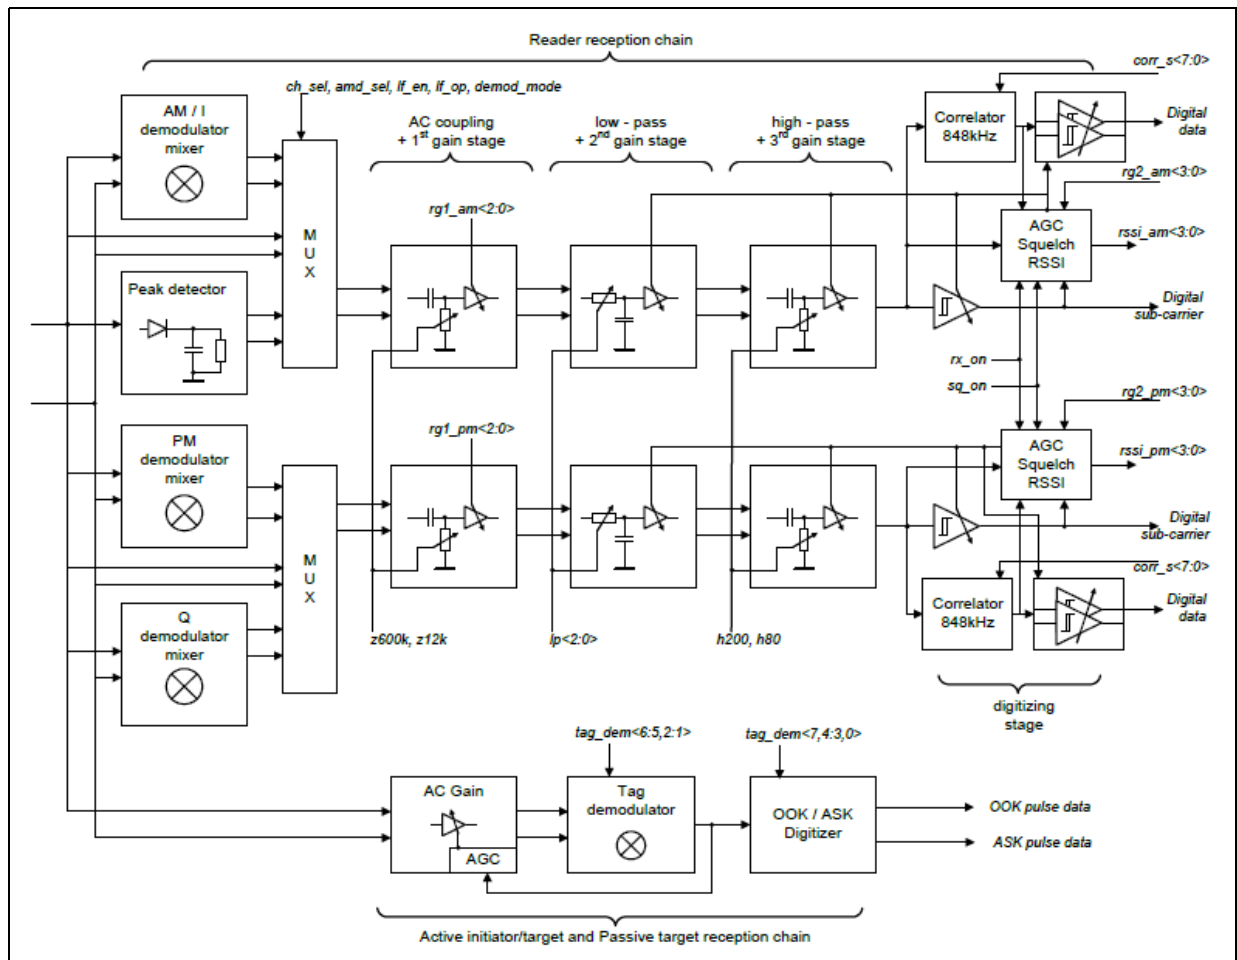 Reader reception chain
corr_s<7:0>
ch_sel, amd_sel, lf_en, lf_op, demod_mode
AM / I
demodulator
mixer
AC coupling
+ 1st gain stage
low - pass
+ 2nd gain stage
high - pass
+ 3rd gain stage
Correlator
848kHz
Digital
data
rg2_am<3:0>
rg1_am<2:0>
M
U
X
AGC
Squelch
RSSI
rssi_am<3:0>
Peak detector
Digital
sub-carrier
rx_on
sq_on
rg2_pm<3:0>
PM
demodulator
mixer
rg1_pm<2:0>
AGC
Squelch
RSSI
rssi_pm<3:0>
Digital
sub-carrier
M
U
X
corr_s<7:0>
Q
demodulator
mixer
Correlator
848kHz
Digital
data
z600k, z12k
lp<2:0>
h200, h80
digitizing
stage
tag_dem<6:5,2:1>
tag_dem<7,4:3,0>
AC Gain
AGC
Tag
demodulator
OOK / ASK
Digitizer
OOK pulse data
ASK pulse data
Active initiator/target and Passive target reception chain